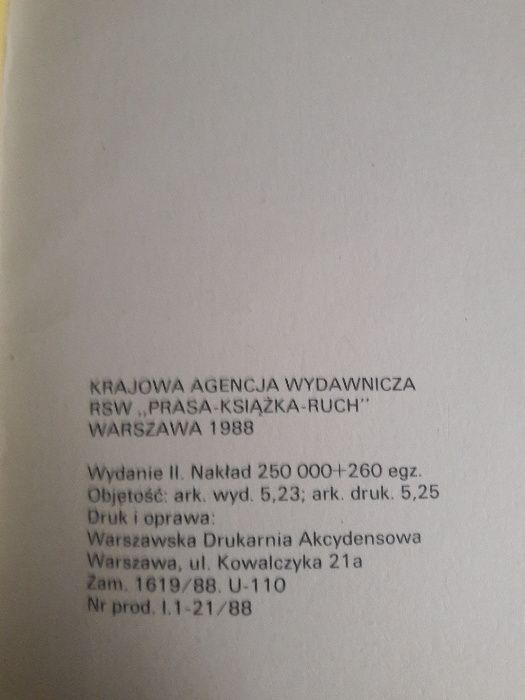 KRAJOWA AGENCJA WYDAWNICZA
RSW „PRASA-KSIĄŻKA-RUCH”
WARSZAWA 1988
Wydanie II. Nakład 250 000+260 egz.
Objętość: ark. wyd. 5,23; ark. druk. 5,25
Druk i oprawa:
Warszawska Drukarnia Akcydensowa
Warszawa, ul. Kowalczyka 21a
Zam. 1619/88. U-110
Nr prod. I.1-21/88